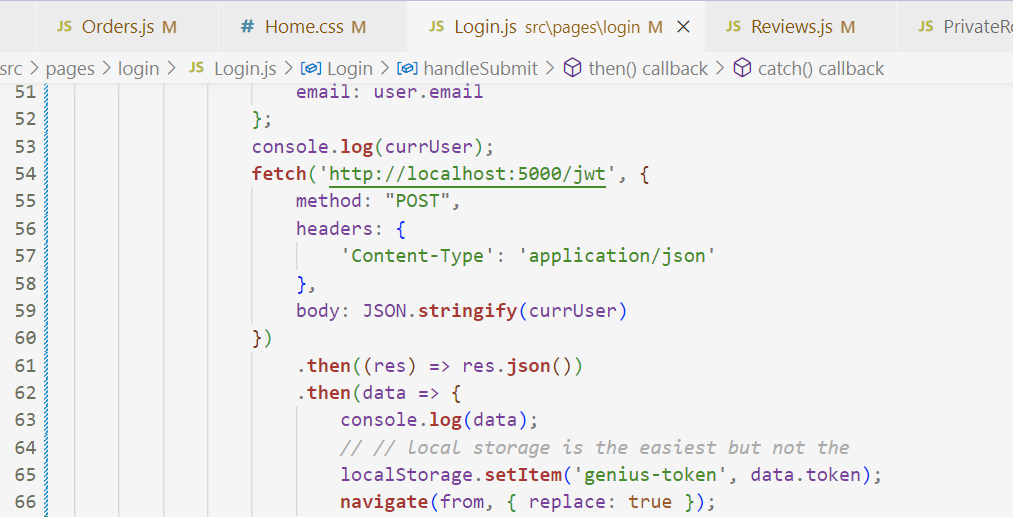 JS Orders.js M # Home.css M JS Login.js src\pages\login M × JS Reviews.js M JS PrivateRo
src > pages > login > JS Login.js > Login > handleSubmit > then() callback > catch() callback
51 email: user.email
52 };
53 console.log(currUser);
54 fetch('http://localhost:5000/jwt', {
55 method: "POST",
56 headers: {
57 'Content-Type': 'application/json'
58 },
59 body: JSON.stringify(currUser)
60 })
61 .then((res) => res.json())
62 .then(data => {
63 console.log(data);
64 // // local storage is the easiest but not the
65 localStorage.setItem('genius-token', data.token);
66 navigate(from, { replace: true });